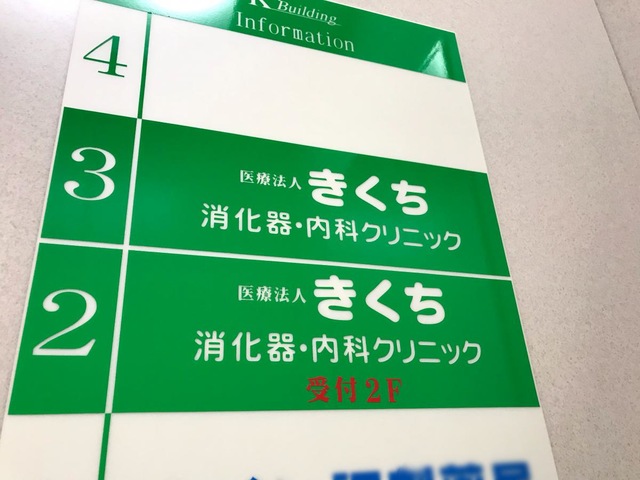 K Building
Information
4
3
医療法人 きくち
消化器・内科クリニック
2
医療法人 きくち
消化器・内科クリニック
受付2F